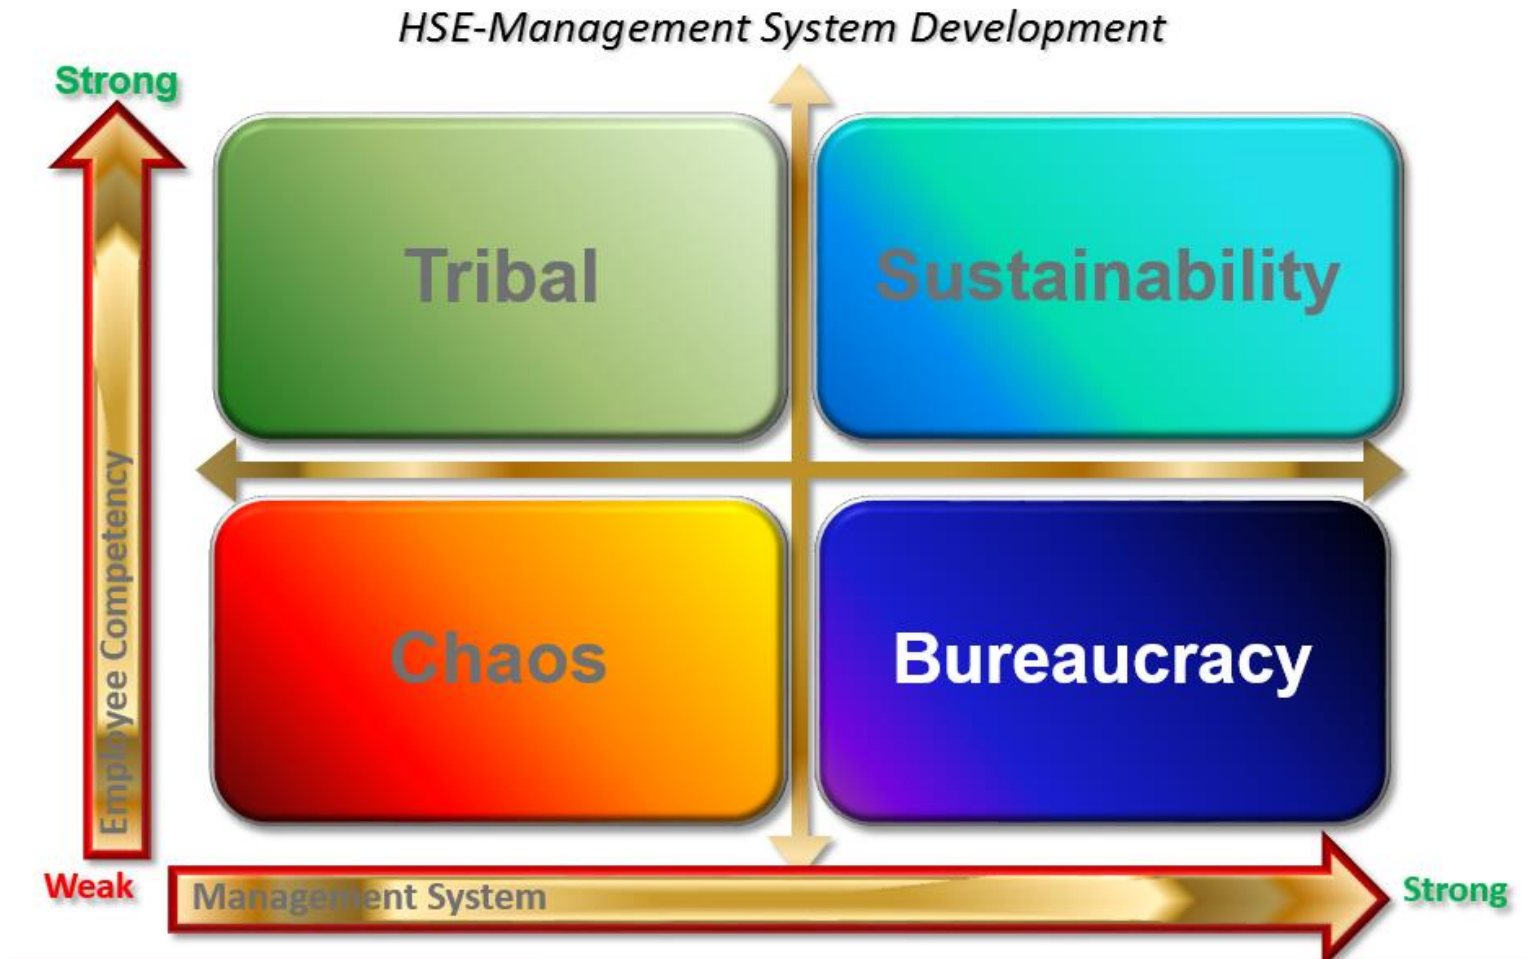 HSE-Management System Development
Strong
Tribal
Sustainability
Employee Competency
Chaos
Bureaucracy
Weak
Management System
Strong